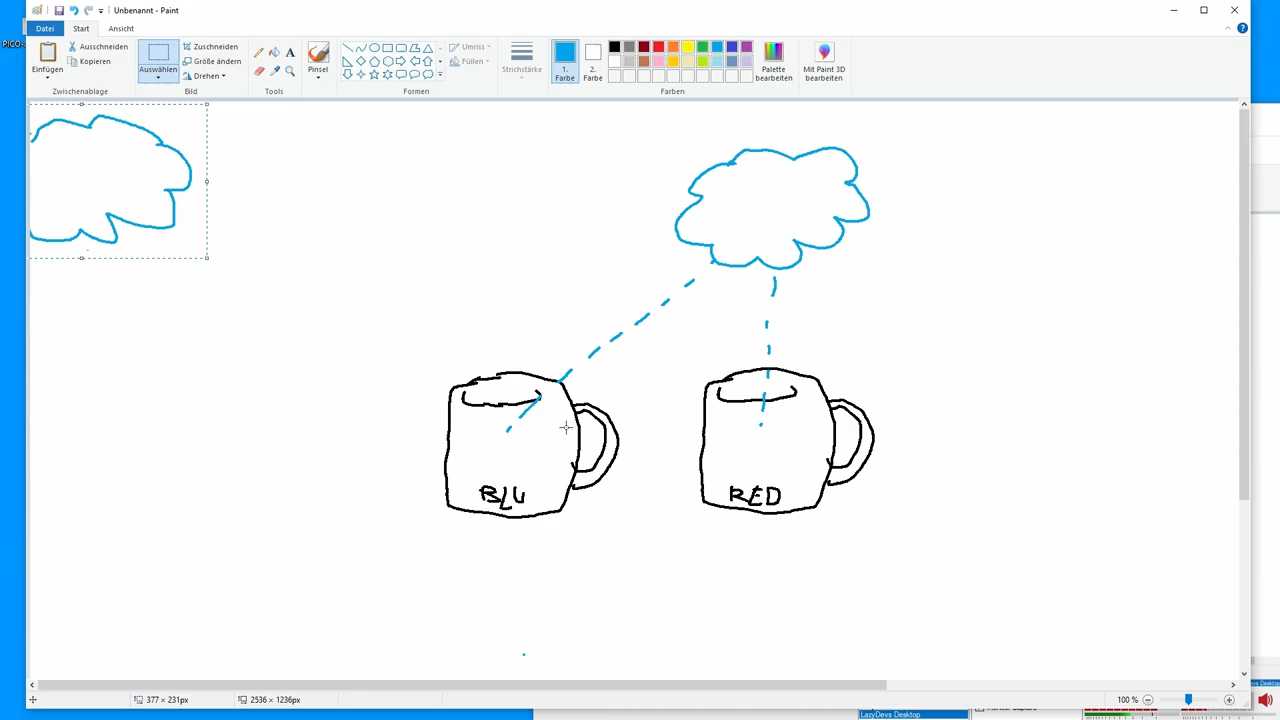 Unbenannt - Paint
Datei
Start
Ansicht
Einfügen
Ausschneiden
Kopieren
Zwischenablage
Auswählen
Zuschneiden
Größe ändern
Drehen
Bild
Tools
Pinsel
Formen
Umriss
Füllen
Strichstärke
1.
Farbe
2.
Farbe
Farben
Palette
bearbeiten
Mit Paint 3D
bearbeiten
BLU
RED
377 × 231px
2536 × 1236px
100 %
LazyDevs Desktop